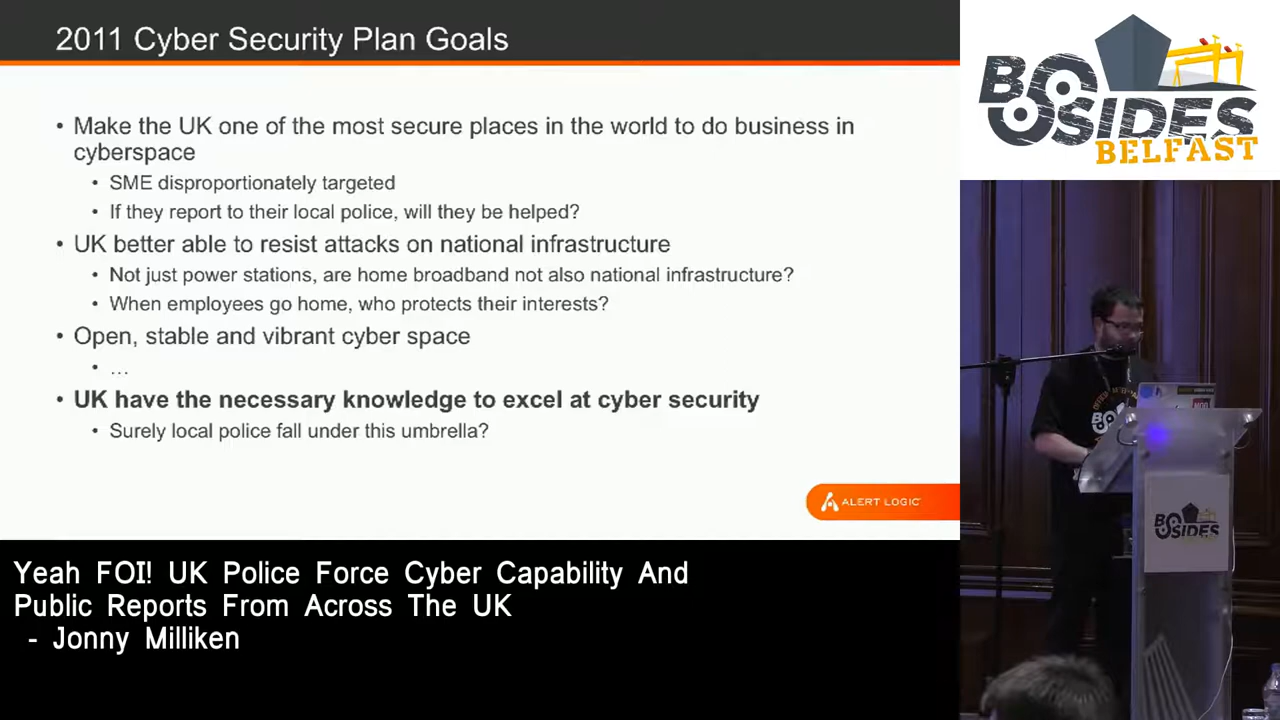 2011 Cyber Security Plan Goals
• Make the UK one of the most secure places in the world to do business in
cyberspace
• SME disproportionately targeted
• If they report to their local police, will they be helped?
• UK better able to resist attacks on national infrastructure
• Not just power stations, are home broadband not also national infrastructure?
• When employees go home, who protects their interests?
• Open, stable and vibrant cyber space
• …
• UK have the necessary knowledge to excel at cyber security
• Surely local police fall under this umbrella?
ALERT LOGIC
BSIDES
BELFAST
BSIDES
Yeah FOI! UK Police Force Cyber Capability And
Public Reports From Across The UK
- Jonny Milliken